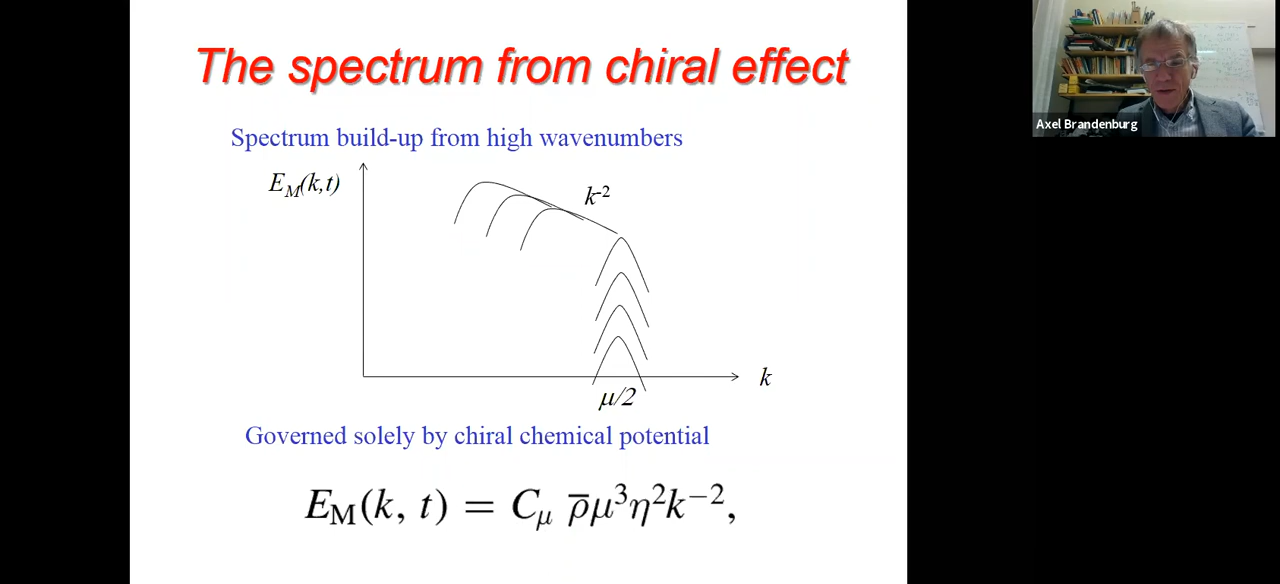 The spectrum from chiral effect
Spectrum build-up from high wavenumbers
E_M(k,t)
k^-2
k
μ/2
Governed solely by chiral chemical potential
E_M(k, t) = C_μ ρ̅μ³η²k⁻²,
Axel Brandenburg